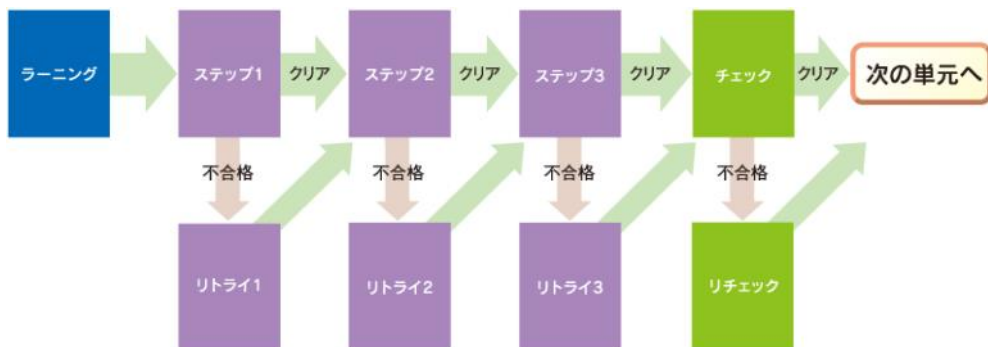 ラーニング
ステップ1
クリア
ステップ2
クリア
ステップ3
クリア
チェック
クリア
次の単元へ
不合格
不合格
不合格
不合格
リトライ1
リトライ2
リトライ3
リチェック